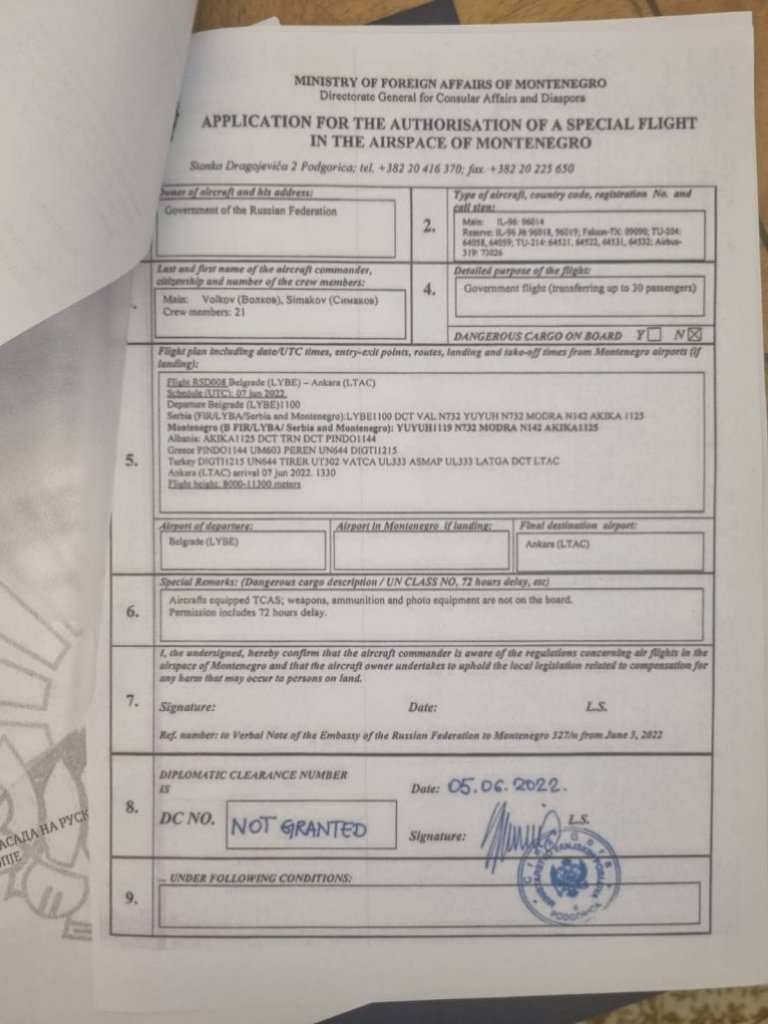 MINISTRY OF FOREIGN AFFAIRS OF MONTENEGRO
Directorate General for Consular Affairs and Diaspora
APPLICATION FOR THE AUTHORISATION OF A SPECIAL FLIGHT
IN THE AIRSPACE OF MONTENEGRO
Stanka Dragojevića 2 Podgorica; tel. +382 20 416 370; fax. +382 20 225 650
owner of aircraft and his address:
Government of the Russian Federation
2.
Type of aircraft, country code, registration No. and
call sign:
Main: IL-96: 96014
Reserve: IL-96 № 96018, 96019; Falcon-7X: 09090; TU-204:
64058, 64059; TU-214: 64521, 64522, 64531, 64532; Airbus-
319: 73026
Last and first name of the aircraft commander,
citizenship and number of the crew members:
Main: Volkov (Волков), Simakov (Симаков)
Crew members: 21
4.
Detailed purpose of the flight:
Government flight (transferring up to 30 passengers)
DANGEROUS CARGO ON BOARD Y☐ N☒
5.
Flight plan including date/UTC times, entry-exit points, routes, landing and take-off times from Montenegro airports (if
landing):
Flight RSD008 Belgrade (LYBE) – Ankara (LTAC)
Schedule (UTC): 07 jun 2022.
Departure Belgrade (LYBE)1100
Serbia (FIR/LYBA/Serbia and Montenegro):LYBE1100 DCT VAL N732 YUYUH N732 MODRA N142 AKIKA 1125
Montenegro (B FIR/LYBA/ Serbia and Montenegro): YUYUH1119 N732 MODRA N142 AKIKA1125
Albania: AKIKA1125 DCT TRN DCT PINDO1144
Greece PINDO1144 UM603 PEREN UN644 DIGTI1215
Turkey DIGTI1215 UN644 TIRER UT302 VATCA UL333 ASMAP UL333 LATGA DCT LTAC
Ankara (LTAC) arrival 07 jun 2022. 1330
Flight height: 8000-11300 meters
Airport of departure:
Belgrade (LYBE)
Airport in Montenegro if landing:
Final destination airport:
Ankara (LTAC)
6.
Special Remarks: (Dangerous cargo description / UN CLASS NO, 72 hours delay, etc)
Aircrafts equipped TCAS; weapons, ammunition and photo equipment are not on the board.
Permission includes 72 hours delay.
7.
I, the undersigned, hereby confirm that the aircraft commander is aware of the regulations concerning air flights in the
airspace of Montenegro and that the aircraft owner undertakes to uphold the local legislation related to compensation for
any harm that may occur to persons on land.
Signature: Date: L.S.
Ref. number: to Verbal Note of the Embassy of the Russian Federation to Montenegro 327/n from June 3, 2022
8.
DIPLOMATIC CLEARANCE NUMBER
IS
DC NO. NOT GRANTED
Date: 05.06.2022.
Signature: L.S.
Crna Gora
MINISTARSTVO VANJSKIH POSLOVA
PODGORICA
9.
... UNDER FOLLOWING CONDITIONS:
САДА НА РУСК
ПЈЕ